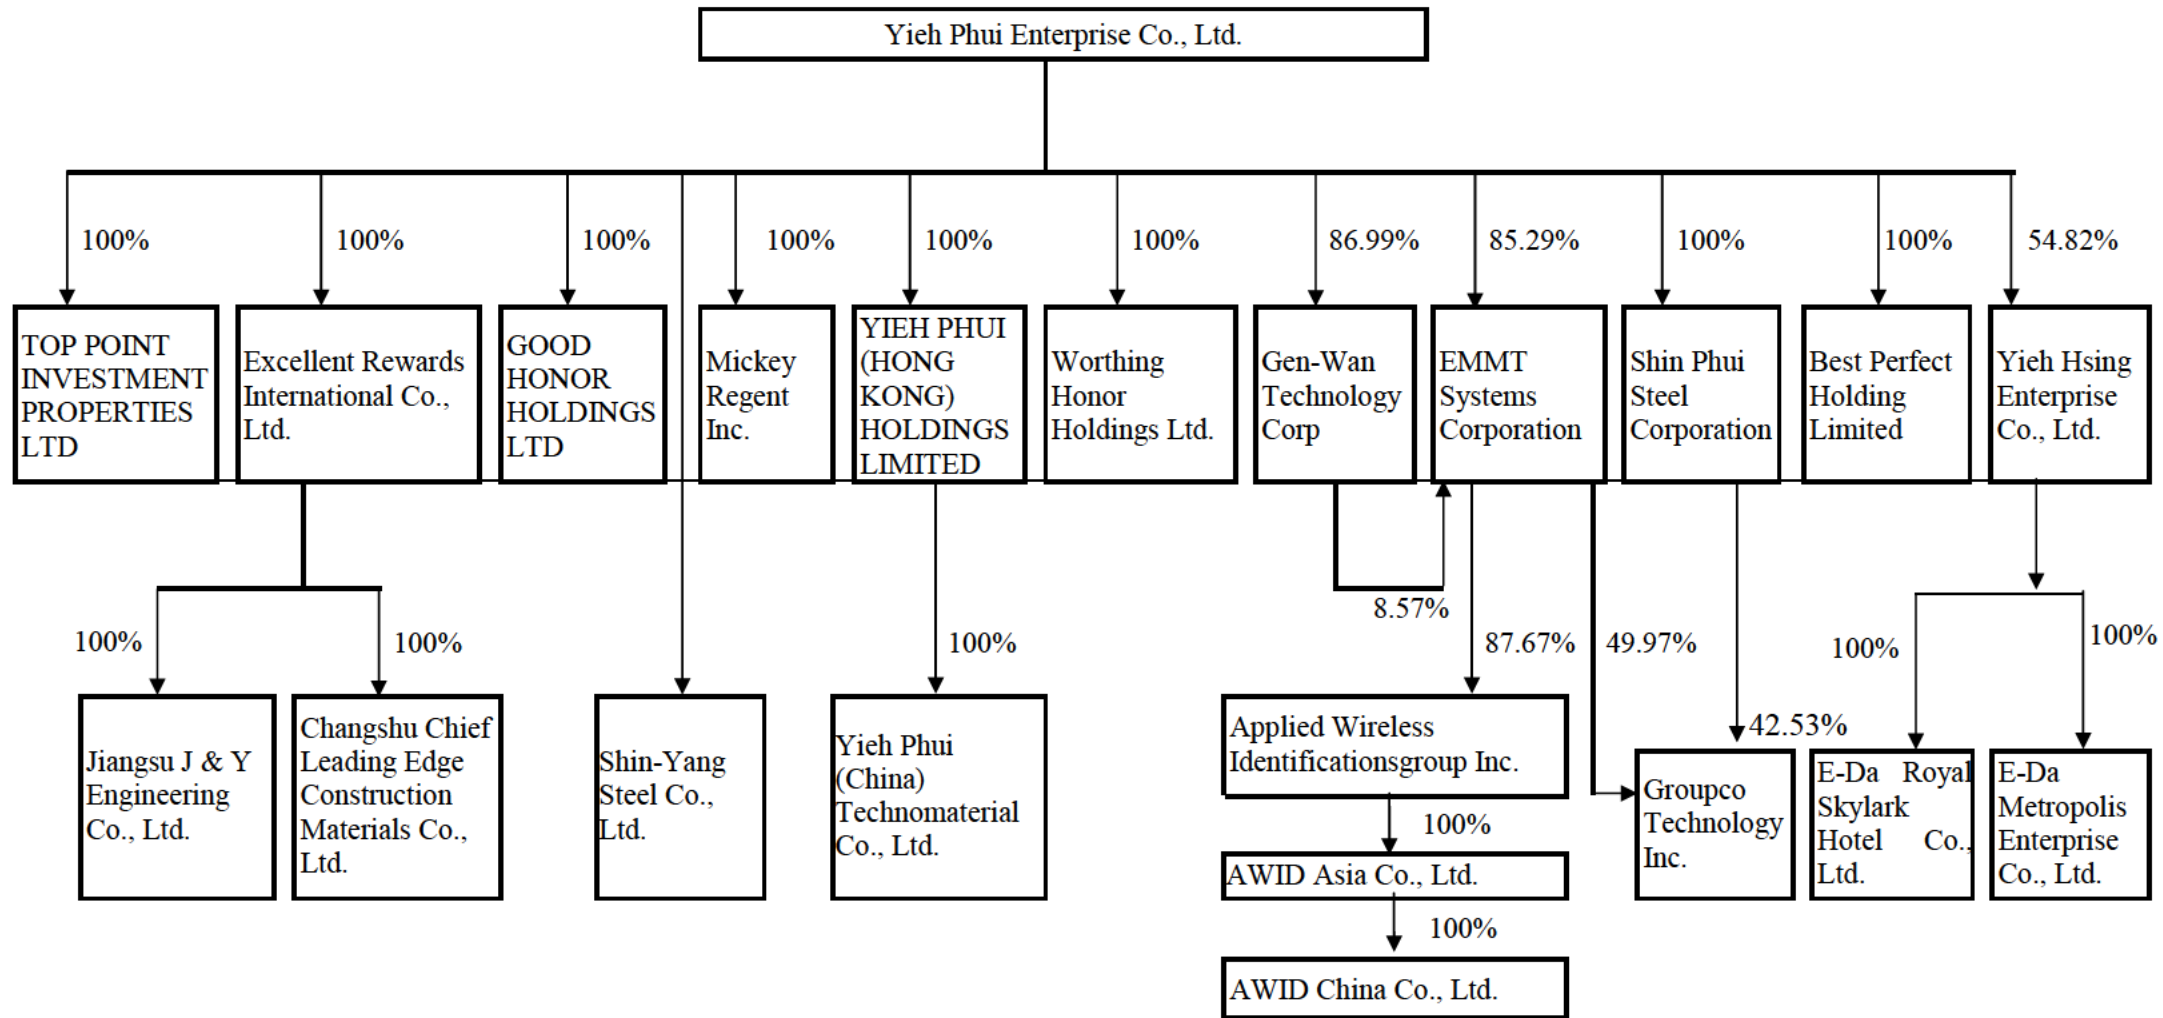 Yieh Phui Enterprise Co., Ltd.
100%
100%
100%
100%
100%
100%
86.99%
85.29%
100%
100%
54.82%
TOP POINT
INVESTMENT
PROPERTIES
LTD
Excellent Rewards
International Co.,
Ltd.
GOOD
HONOR
HOLDINGS
LTD
Mickey
Regent
Inc.
YIEH PHUI
(HONG
KONG)
HOLDINGS
LIMITED
Worthing
Honor
Holdings Ltd.
Gen-Wan
Technology
Corp
EMMT
Systems
Corporation
Shin Phui
Steel
Corporation
Best Perfect
Holding
Limited
Yieh Hsing
Enterprise
Co., Ltd.
8.57%
100%
100%
100%
87.67%
49.97%
42.53%
100%
100%
Jiangsu J & Y
Engineering
Co., Ltd.
Changshu Chief
Leading Edge
Construction
Materials Co.,
Ltd.
Shin-Yang
Steel Co.,
Ltd.
Yieh Phui
(China)
Technomaterial
Co., Ltd.
Applied Wireless
Identificationsgroup Inc.
100%
AWID Asia Co., Ltd.
100%
AWID China Co., Ltd.
Groupco
Technology
Inc.
E-Da Royal
Skylark
Hotel Co.,
Ltd.
E-Da
Metropolis
Enterprise
Co., Ltd.